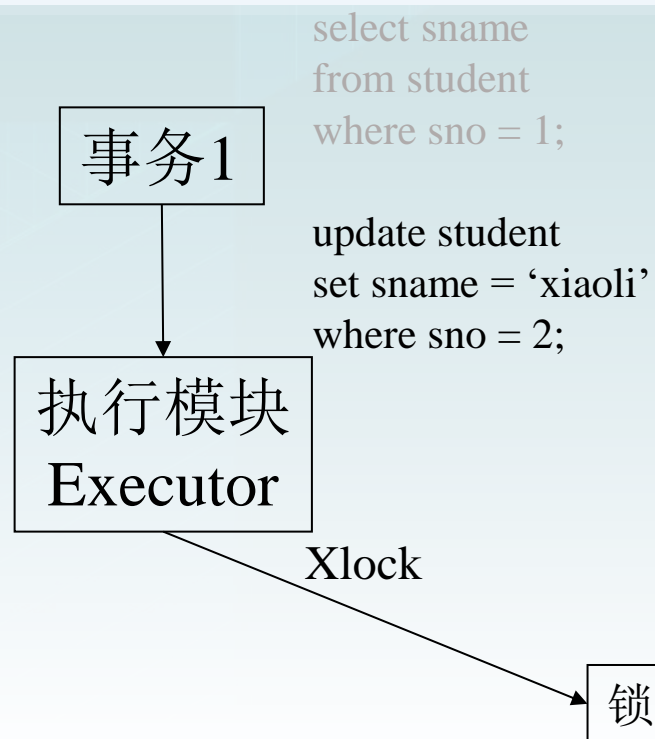 select sname
from student
where sno = 1;
事务1
update student
set sname = ‘xiaoli’
where sno = 2;
执行模块
Executor
Xlock
锁